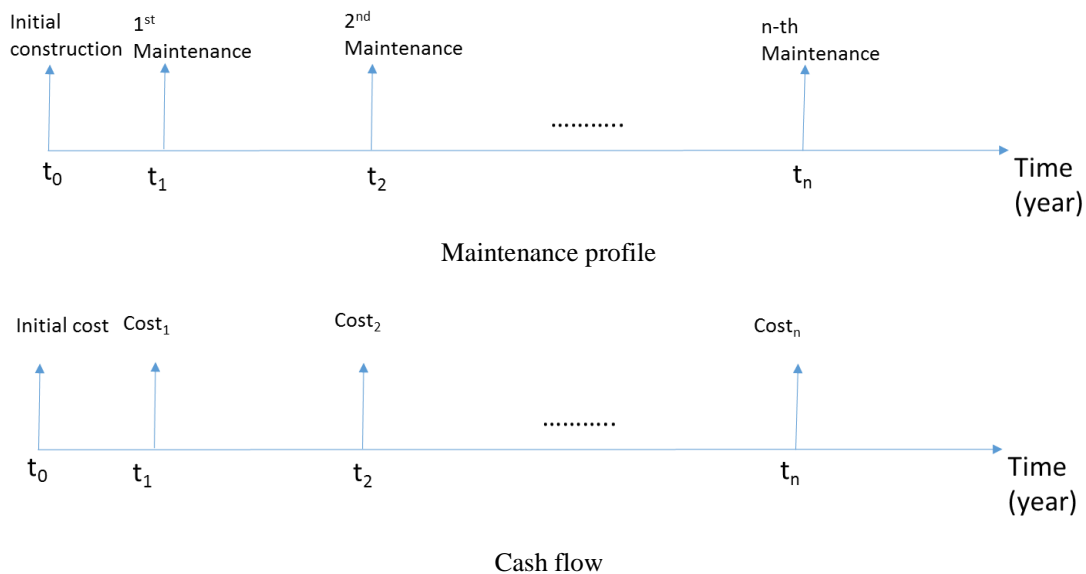 Initial construction
1st Maintenance
2nd Maintenance
n-th Maintenance
...........
t0
t1
t2
tn
Time (year)
Maintenance profile
Initial cost
Cost1
Cost2
Costn
...........
t0
t1
t2
tn
Time (year)
Cash flow